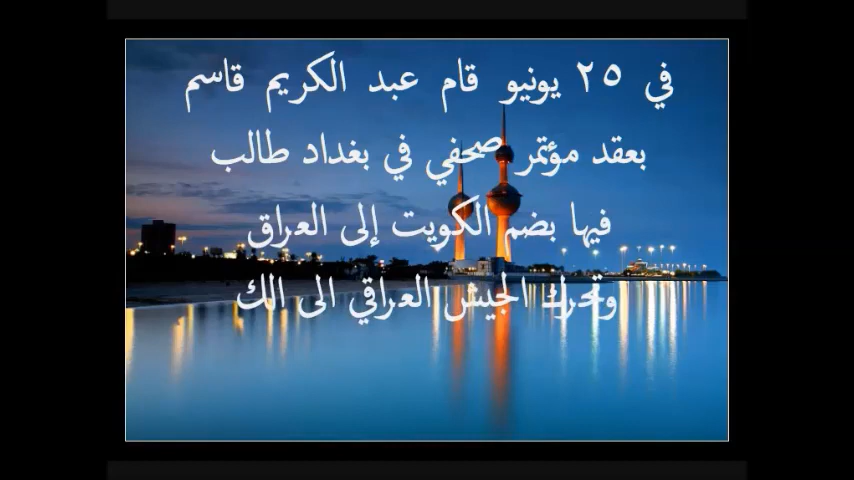 في ٢٥ يونيو قام عبد الكريم قاسم
بعقد مؤتمر صحفي في بغداد طالب
فيها بضم الكويت إلى العراق
وتحرك الجيش العراقي الى الك